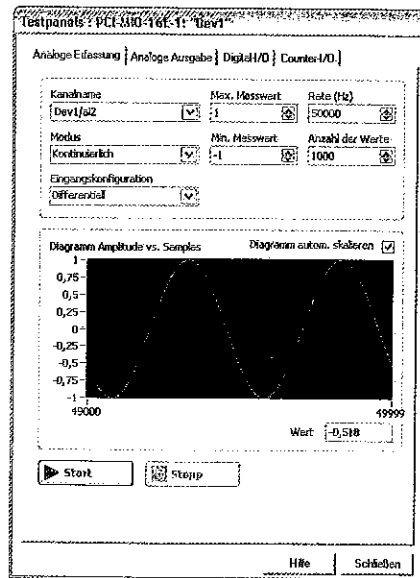 Testpanels : PCI-MIO-16E-1: "Dev1"
Analoge Erfassung Analoge Ausgabe Digital-I/O Counter-I/O
Kanalname Max. Messwert Rate (Hz)
Dev1/ai2 1 50000
Modus Min. Messwert Anzahl der Werte
Kontinuierlich -1 1000
Eingangskonfiguration
Differentiell
Diagramm Amplitude vs. Samples Diagramm autom. skalieren
1
0,75
0,5
0,25
0
-0,25
-0,5
-0,75
-1
49000 49999
Wert -0,518
Start Stopp
Hilfe Schließen